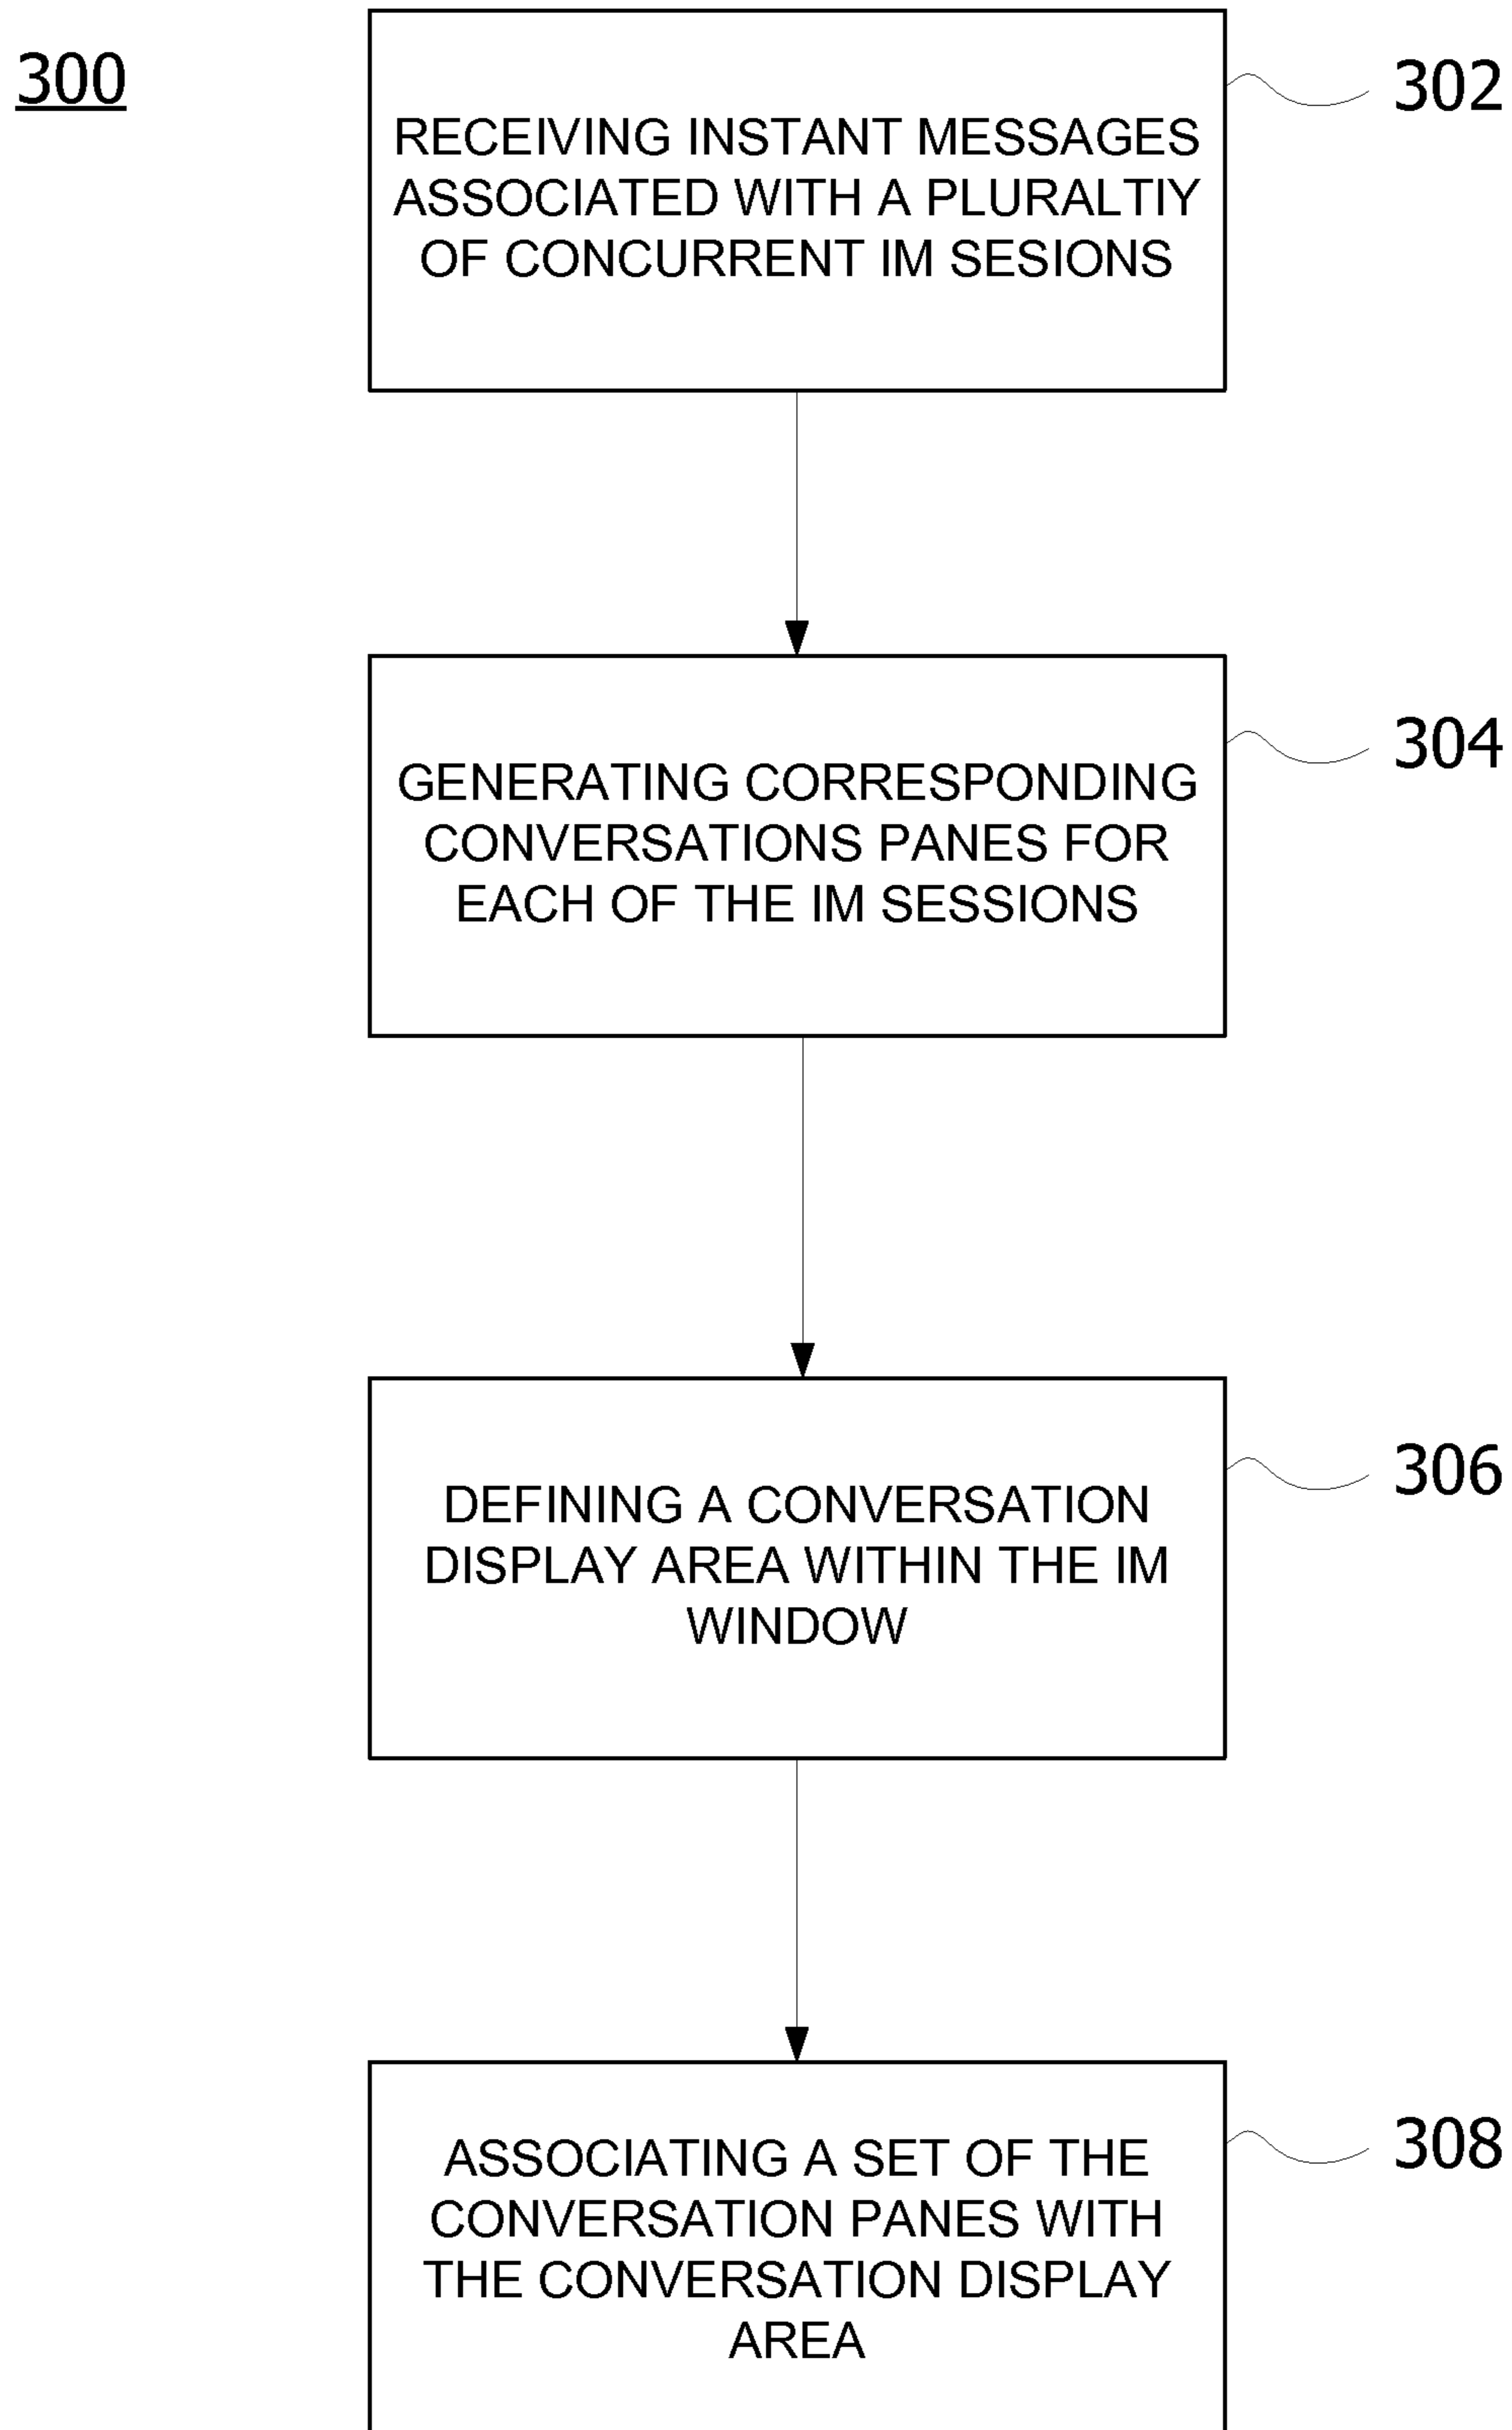 300
302
RECEIVING INSTANT MESSAGES
ASSOCIATED WITH A PLURALTIY
OF CONCURRENT IM SESIONS
304
GENERATING CORRESPONDING
CONVERSATIONS PANES FOR
EACH OF THE IM SESSIONS
306
DEFINING A CONVERSATION
DISPLAY AREA WITHIN THE IM
WINDOW
308
ASSOCIATING A SET OF THE
CONVERSATION PANES WITH
THE CONVERSATION DISPLAY
AREA